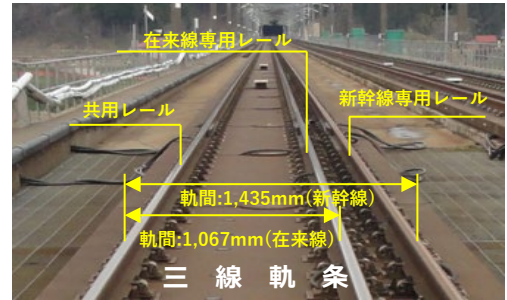 在来線専用レール
共用レール
新幹線専用レール
軌間:1,435mm(新幹線)
軌間:1,067mm(在来線)
三線軌条